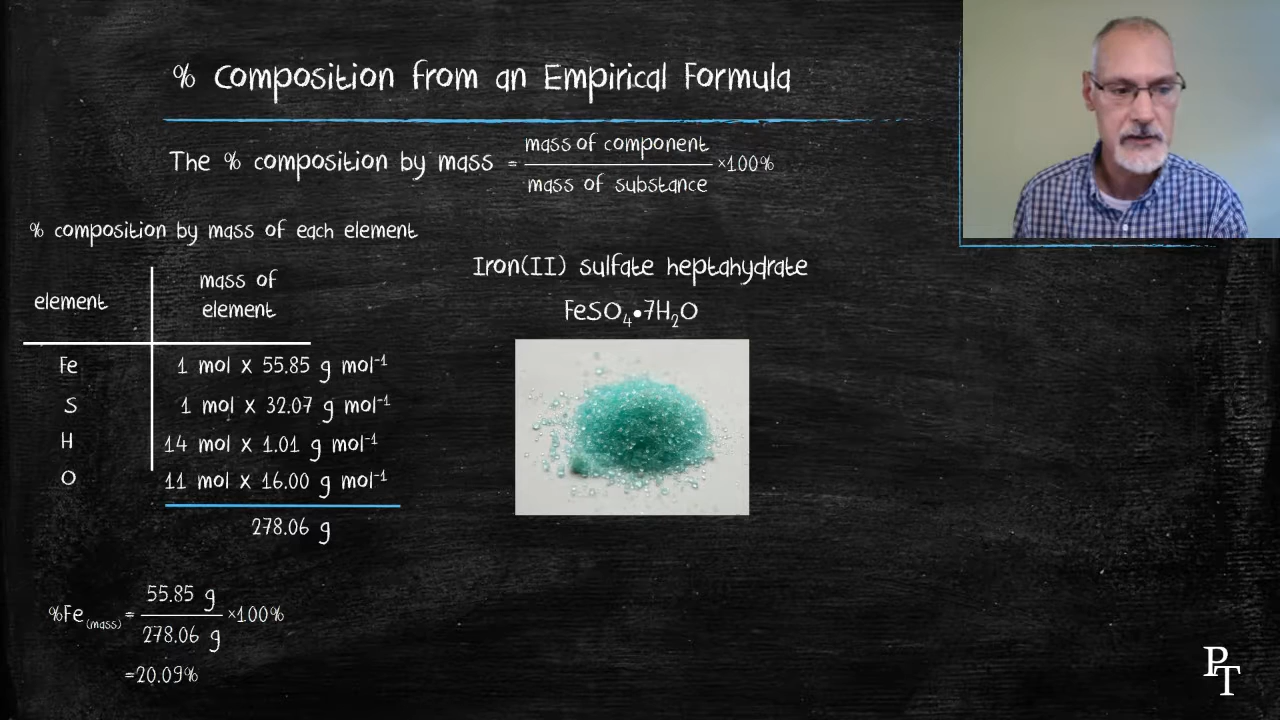 % Composition from an Empirical Formula
The % composition by mass = mass of component / mass of substance ×100%
% composition by mass of each element
element
mass of
element
Fe 1 mol x 55.85 g mol⁻¹
S 1 mol x 32.07 g mol⁻¹
H 14 mol x 1.01 g mol⁻¹
O 11 mol x 16.00 g mol⁻¹
278.06 g
%Fe(mass) = 55.85 g / 278.06 g ×100%
=20.09%
Iron(II) sulfate heptahydrate
FeSO₄•7H₂O
PT